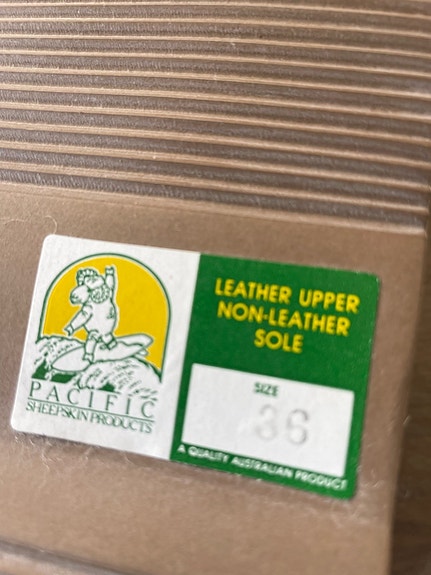 PACIFIC
SHEEPSKIN PRODUCTS
LEATHER UPPER
NON-LEATHER
SOLE
SIZE
36
A QUALITY AUSTRALIAN PRODUCT